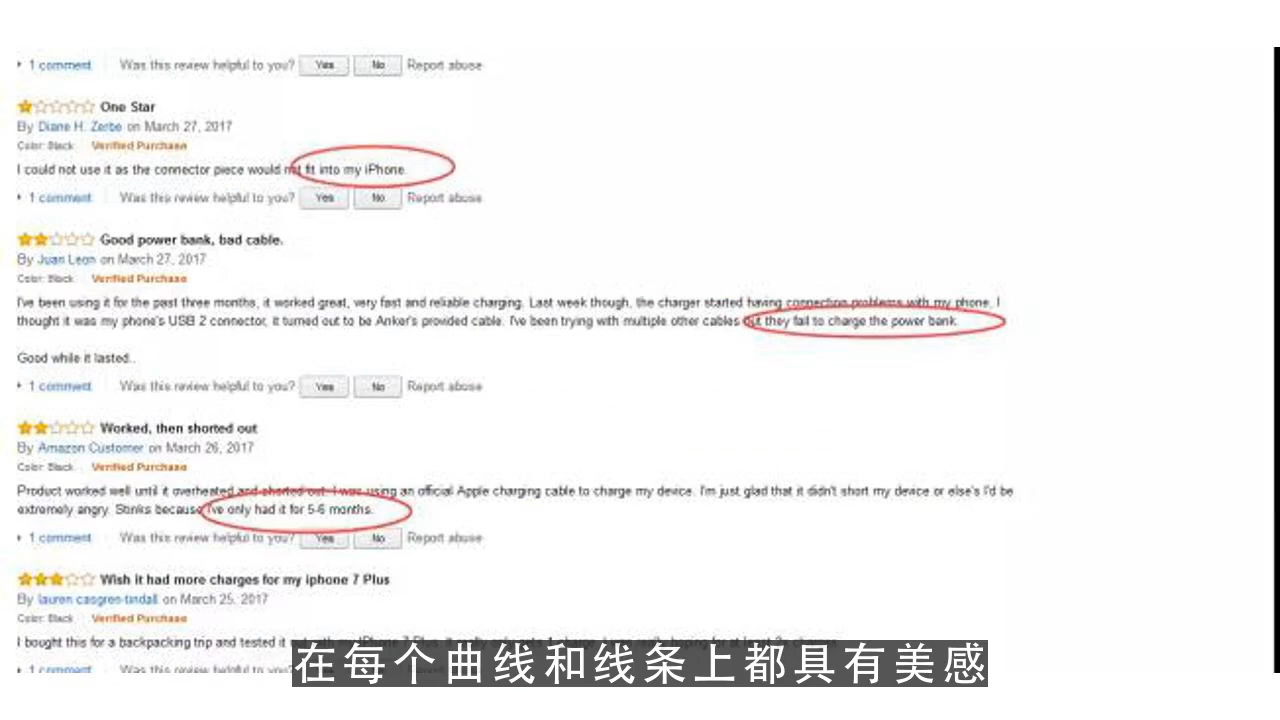 1 comment Was this review helpful to you? Yes No Report abuse
One Star
By Diane H. Zerbe on March 27, 2017
Color: Black Verified Purchase
I could not use it as the connector piece would not fit into my iPhone.
1 comment Was this review helpful to you? Yes No Report abuse
Good power bank, bad cable.
By Juan Leon on March 27, 2017
Color: Black Verified Purchase
I've been using it for the past three months, it worked great, very fast and reliable charging. Last week though, the charger started having connection problems with my phone. I
thought it was my phone's USB 2 connector, it turned out to be Anker's provided cable. I've been trying with multiple other cables but they fail to charge the power bank.
Good while it lasted..
1 comment Was this review helpful to you? Yes No Report abuse
Worked, then shorted out
By Amazon Customer on March 26, 2017
Color: Black Verified Purchase
Product worked well until it overheated and shorted out. I was using an official Apple charging cable to charge my device. I'm just glad that it didn't short my device or else's I'd be
extremely angry. Stinks because I've only had it for 5-6 months.
1 comment Was this review helpful to you? Yes No Report abuse
Wish it had more charges for my iphone 7 Plus
By lauren casgren-tindall on March 25, 2017
Color: Black Verified Purchase
I bought this for a backpacking trip and tested it
1 comment Was this review helpful to you? Report abuse
在每个曲线和线条上都具有美感